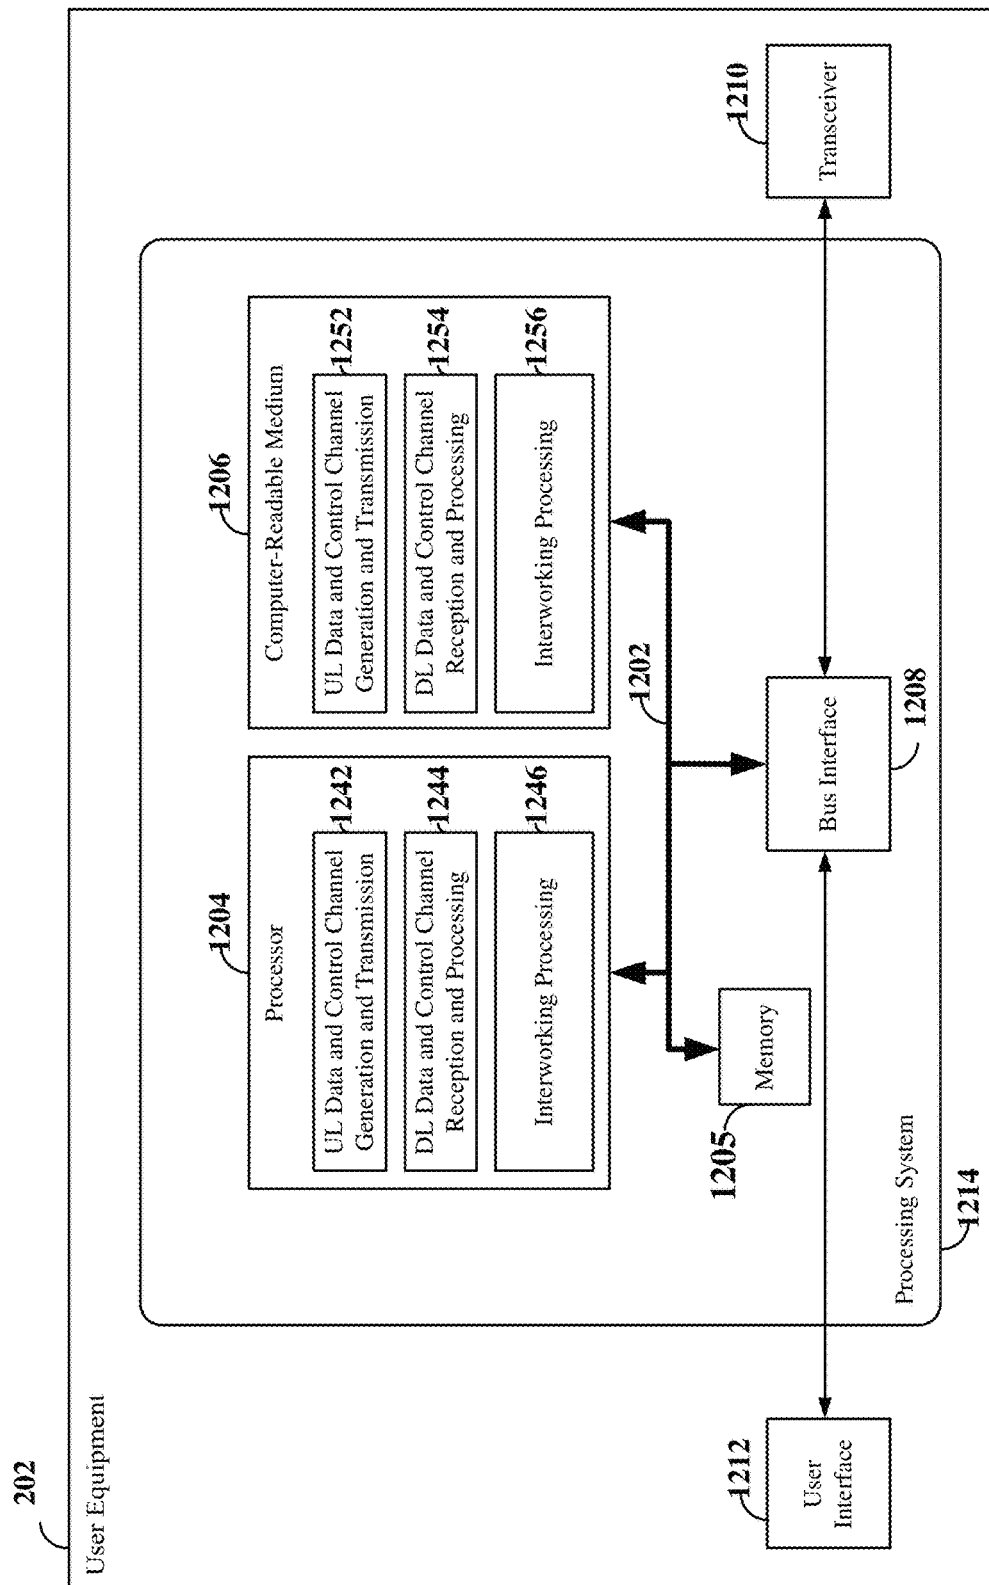 202
User Equipment
1204
Processor
UL Data and Control Channel
Generation and Transmission
1242
DL Data and Control Channel
Reception and Processing
1244
Interworking Processing
1246
1206
Computer-Readable Medium
UL Data and Control Channel
Generation and Transmission
1252
DL Data and Control Channel
Reception and Processing
1254
Interworking Processing
1256
1202
Memory
1205
1212
User
Interface
Bus Interface
1208
1210
Transceiver
Processing System
1214